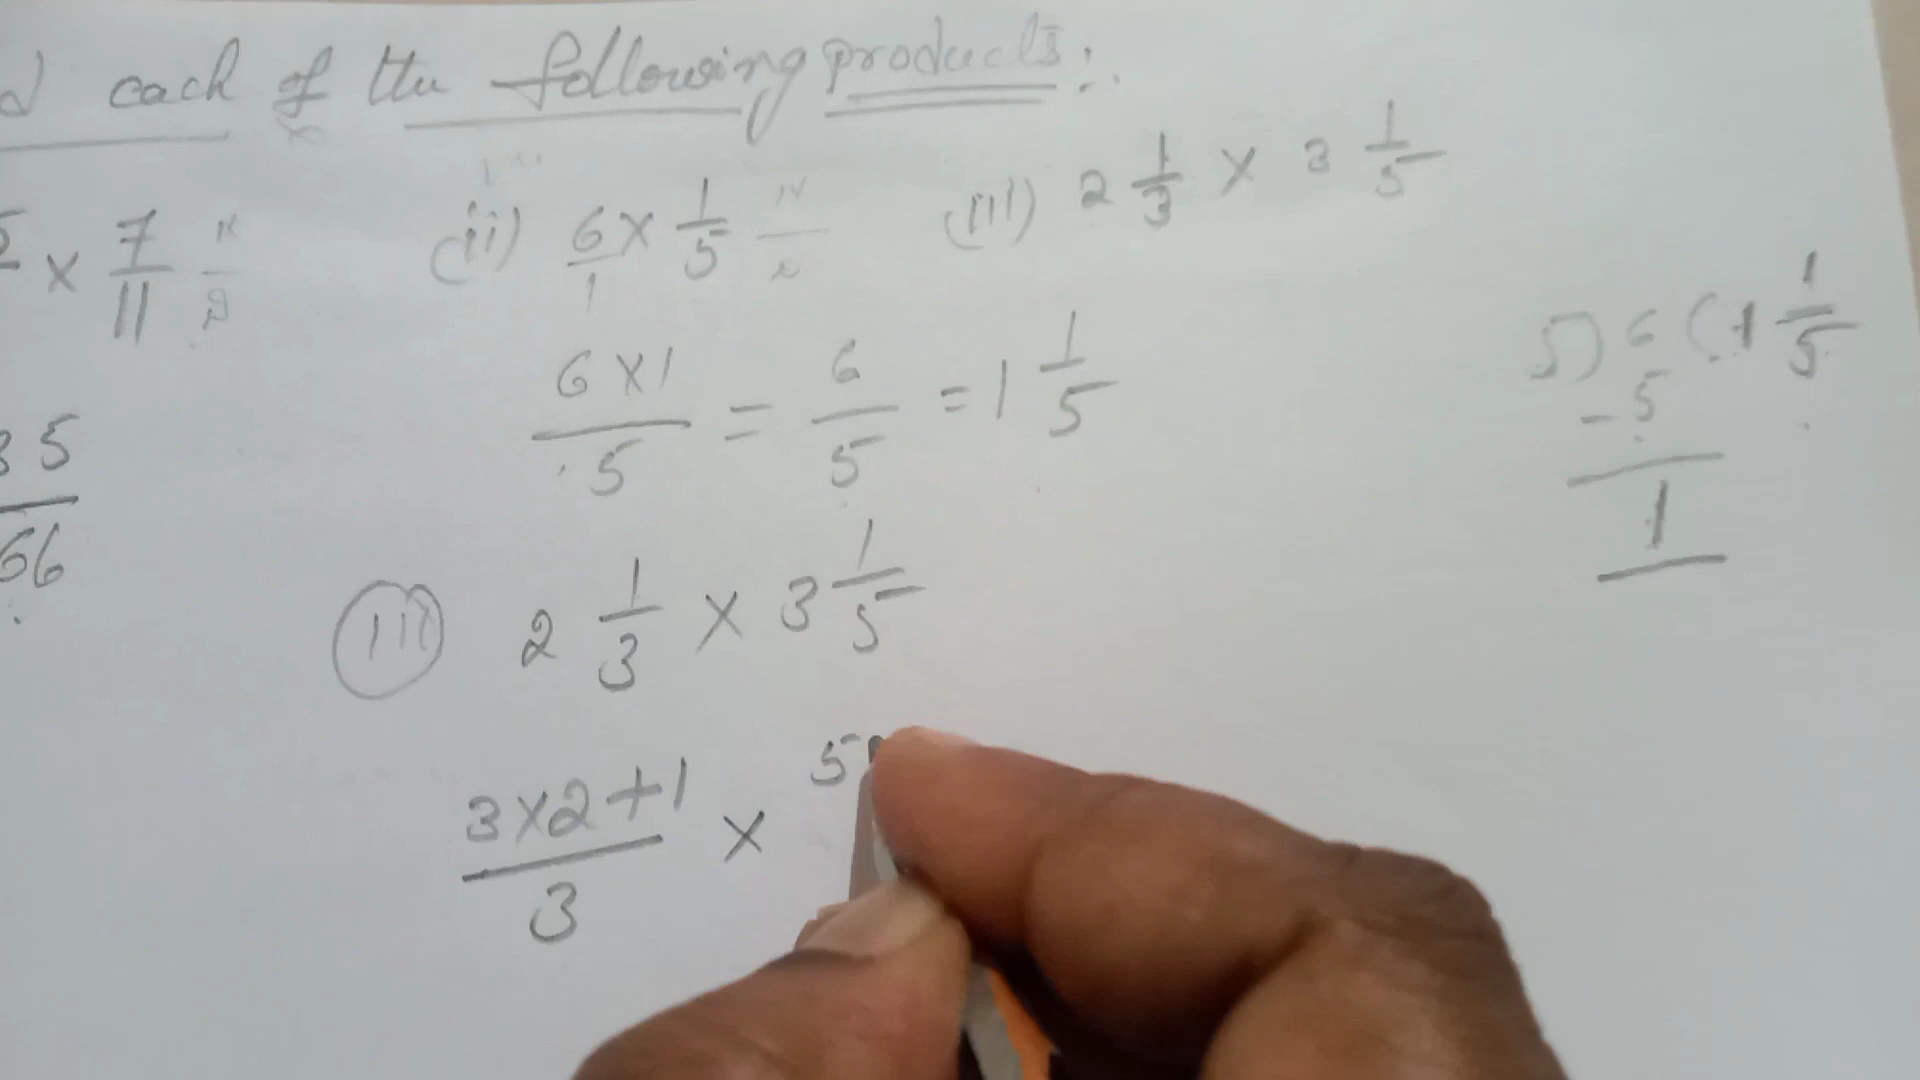 each of the following products:
5 × 7/11 N/D (ii) 6/1 × 1/5 N/D (iii) 2 1/3 × 3 1/5
6×1/5 = 6/5 = 1 1/5
5) 6 (1 1/5
- 5
1
35/66
(iii) 2 1/3 × 3 1/5
3×2+1/3 × 5